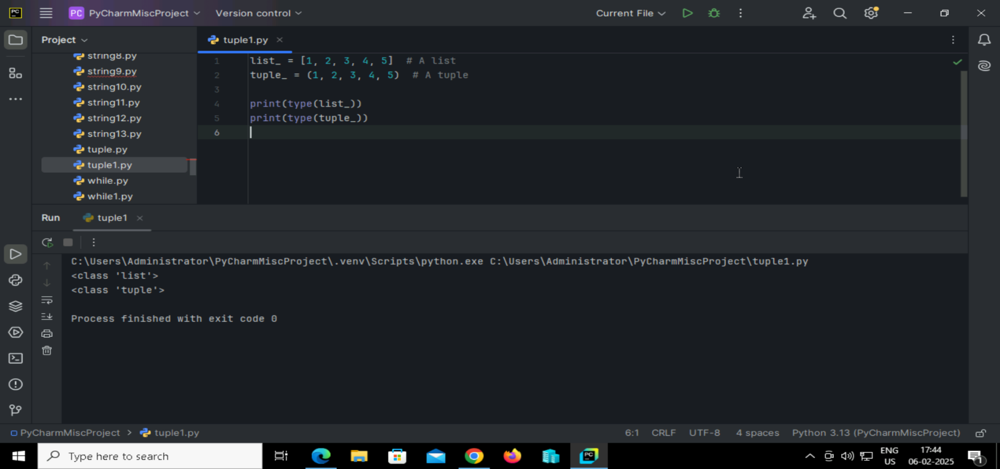 PC PC PyCharmMiscProject Version control Current File
Project
tuple1.py
string8.py
string9.py
string10.py
string11.py
string12.py
string13.py
tuple.py
tuple1.py
while.py
while1.py
1 list_ = [1, 2, 3, 4, 5]  # A list
2 tuple_ = (1, 2, 3, 4, 5)  # A tuple
3
4 print(type(list_))
5 print(type(tuple_))
6
Run tuple1
C:\Users\Administrator\PyCharmMiscProject\.venv\Scripts\python.exe C:\Users\Administrator\PyCharmMiscProject\tuple1.py
<class 'list'>
<class 'tuple'>
Process finished with exit code 0
PyCharmMiscProject > tuple1.py 6:1 CRLF UTF-8 4 spaces Python 3.13 (PyCharmMiscProject)
Type here to search
PC
ENG
US
17:44
06-02-2025
1